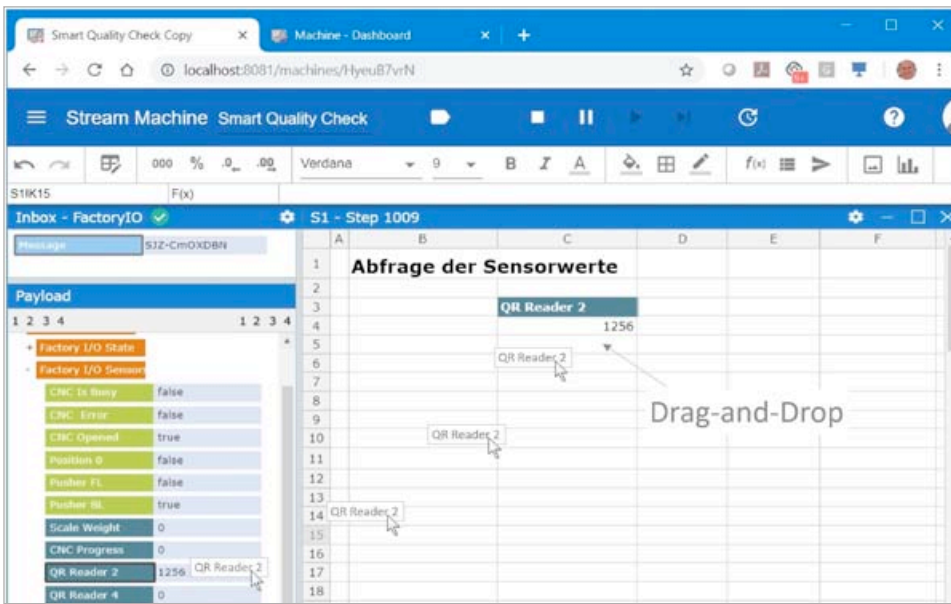 Smart Quality Check Copy × Machine - Dashboard × +
localhost:8081/machines/HyeuB7vrN
Stream Machine Smart Quality Check
000 % .0 .00 Verdana 9 B I A f(x)
S1!K15 F(x)
Inbox - FactoryIO
Message SJZ-CmOXDBN
Payload
1 2 3 4 1 2 3 4
+ Factory I/O State
- Factory I/O Sensors
CNC Is Busy false
CNC Error false
CNC Opened true
Position 0 false
Pusher FL false
Pusher BL true
Scale Weight 0
CNC Progress 0
QR Reader 2 1256 QR Reader 2
QR Reader 4 0
S1 - Step 1009
A B C D E F
1 Abfrage der Sensorwerte
2
3 QR Reader 2
4 1256
5
6 QR Reader 2
7
8
9 Drag-and-Drop
10 QR Reader 2
11
12
13
14 QR Reader 2
15
16
17
18